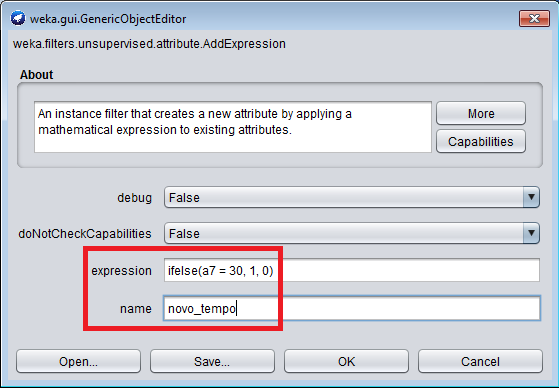 weka.gui.GenericObjectEditor
weka.filters.unsupervised.attribute.AddExpression
About
An instance filter that creates a new attribute by applying a
mathematical expression to existing attributes.
More
Capabilities
debug False
doNotCheckCapabilities False
expression ifelse(a7 = 30, 1, 0)
name novo_tempo
Open... Save... OK Cancel